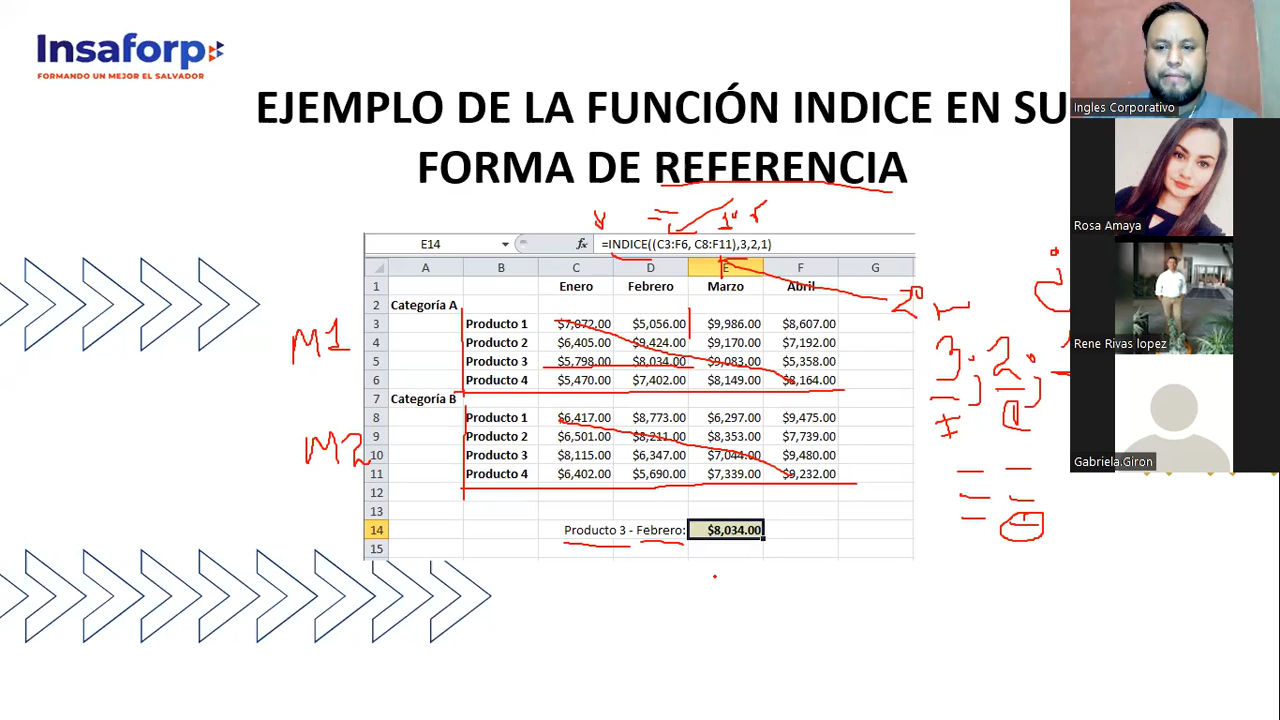 Insaforp
FORMANDO UN MEJOR EL SALVADOR
EJEMPLO DE LA FUNCIÓN INDICE EN SU
FORMA DE REFERENCIA
E14 fx =INDICE((C3:F6, C8:F11),3,2,1)
A B C D E F G
1 Enero Febrero Marzo Abril
2 Categoría A
3 Producto 1 $7,072.00 $5,056.00 $9,986.00 $8,607.00
4 Producto 2 $6,405.00 $9,424.00 $9,170.00 $7,192.00
5 Producto 3 $5,798.00 $8,034.00 $9,083.00 $5,358.00
6 Producto 4 $5,470.00 $7,402.00 $8,149.00 $8,164.00
7 Categoría B
8 Producto 1 $6,417.00 $8,773.00 $6,297.00 $9,475.00
9 Producto 2 $6,501.00 $8,211.00 $8,353.00 $7,739.00
10 Producto 3 $8,115.00 $6,347.00 $7,044.00 $9,480.00
11 Producto 4 $6,402.00 $5,690.00 $7,339.00 $9,232.00
12
13
14 Producto 3 - Febrero: $8,034.00
15
M1
M2
3 ; 2 ;
Ingles Corporativo
Rosa Amaya
Rene Rivas lopez
Gabriela.Giron